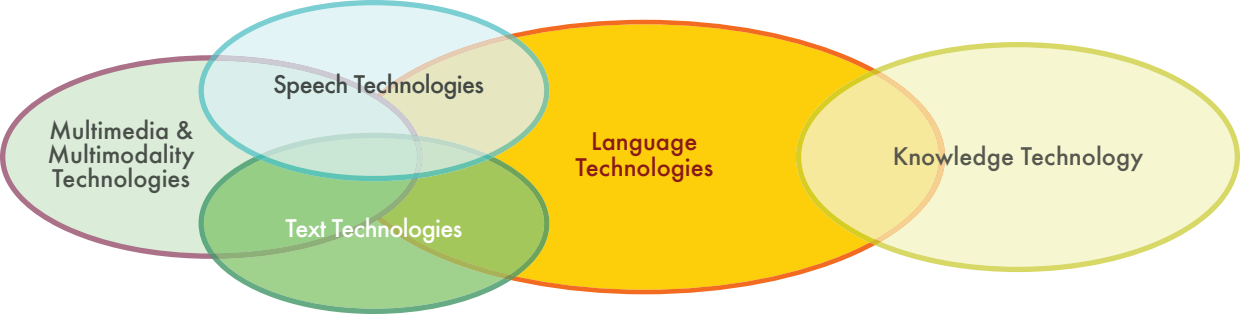 Speech Technologies
Multimedia &
Multimodality
Technologies
Language
Technologies
Knowledge Technology
Text Technologies